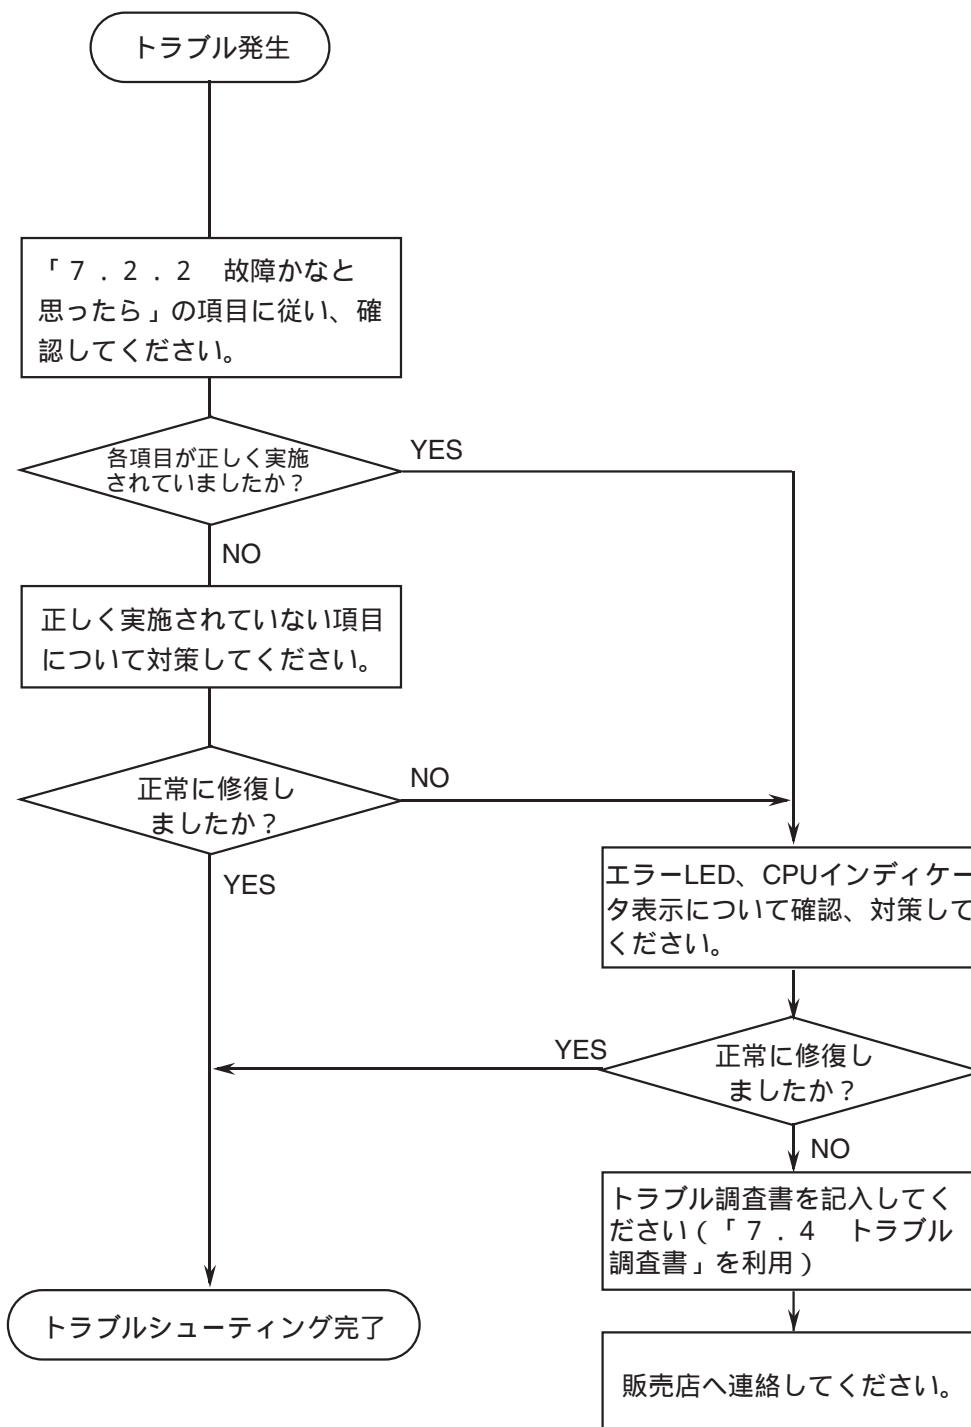 トラブル発生
「７．２．２　故障かなと
思ったら」の項目に従い、確
認してください。
各項目が正しく実施
されていましたか？
YES
NO
正しく実施されていない項目
について対策してください。
正常に修復し
ましたか？
NO
YES
エラーLED、CPUインディケー
タ表示について確認、対策して
ください。
正常に修復し
ましたか？
YES
NO
トラブル調査書を記入してく
ださい（「７．４　トラブル
調査書」を利用）
販売店へ連絡してください。
トラブルシューティング完了